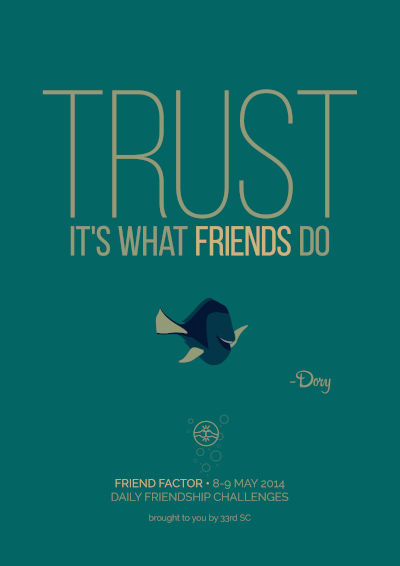 TRUST
IT'S WHAT FRIENDS DO
-Dory
FRIEND FACTOR • 8-9 MAY 2014
DAILY FRIENDSHIP CHALLENGES
brought to you by 33rd SC